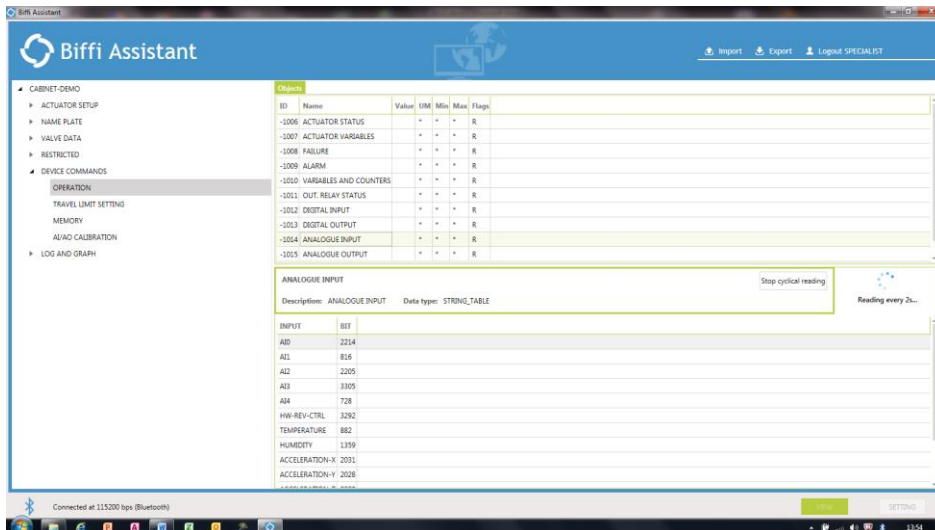 Biffi Assistant
Biffi Assistant
Import Export Logout SPECIALIST
CABINET-DEMO
ACTUATOR SETUP
NAME PLATE
VALVE DATA
RESTRICTED
DEVICE COMMANDS
OPERATION
TRAVEL LIMIT SETTING
MEMORY
AI/AO CALIBRATION
LOG AND GRAPH
Objects
ID Name Value UM Min Max Flags
-1006 ACTUATOR STATUS * * * R
-1007 ACTUATOR VARIABLES * * * R
-1008 FAILURE * * * R
-1009 ALARM * * * R
-1010 VARIABLES AND COUNTERS * * * R
-1011 OUT. RELAY STATUS * * * R
-1012 DIGITAL INPUT * * * R
-1013 DIGITAL OUTPUT * * * R
-1014 ANALOGUE INPUT * * * R
-1015 ANALOGUE OUTPUT * * * R
ANALOGUE INPUT Stop cyclical reading
Description: ANALOGUE INPUT Data type: STRING_TABLE Reading every 2s...
INPUT BIT
AI0 2214
AI1 816
AI2 2205
AI3 3305
AI4 728
HW-REV-CTRL 3292
TEMPERATURE 882
HUMIDITY 1359
ACCELERATION-X 2031
ACCELERATION-Y 2028
Connected at 115200 bps (Bluetooth) SETTING
13:54